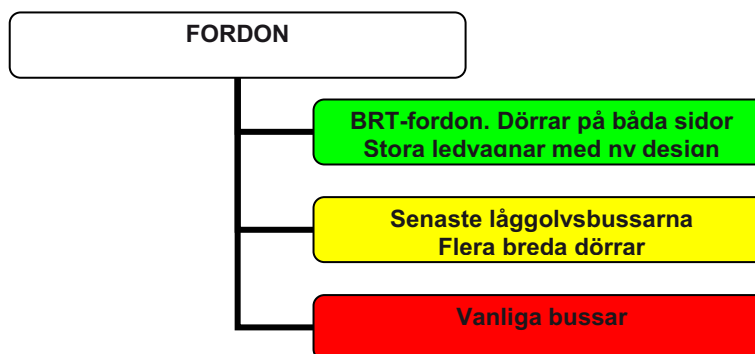 FORDON
BRT-fordon. Dörrar på båda sidor
Stora ledvagnar med ny design
Senaste låggolvsbussarna
Flera breda dörrar
Vanliga bussar